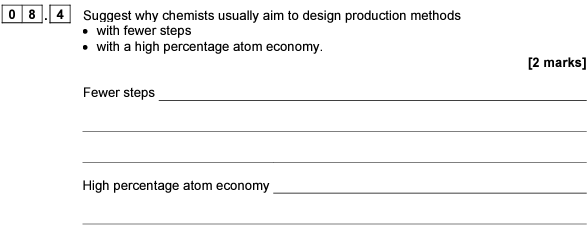 0 8 . 4 Suggest why chemists usually aim to design production methods
• with fewer steps
• with a high percentage atom economy.
[2 marks]
Fewer steps
High percentage atom economy